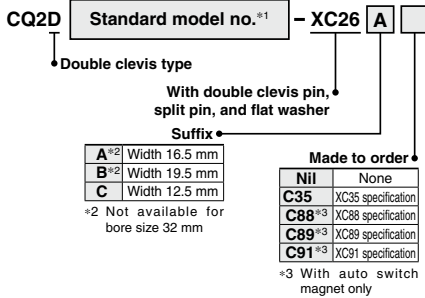 CQ2D Standard model no.*1 – XC26 A
Double clevis type
With double clevis pin,
split pin, and flat washer
Suffix
A*2 Width 16.5 mm
B*2 Width 19.5 mm
C Width 12.5 mm
*2 Not available for
bore size 32 mm
Made to order
Nil None
C35 XC35 specification
C88*3 XC88 specification
C89*3 XC89 specification
C91*3 XC91 specification
*3 With auto switch
magnet only